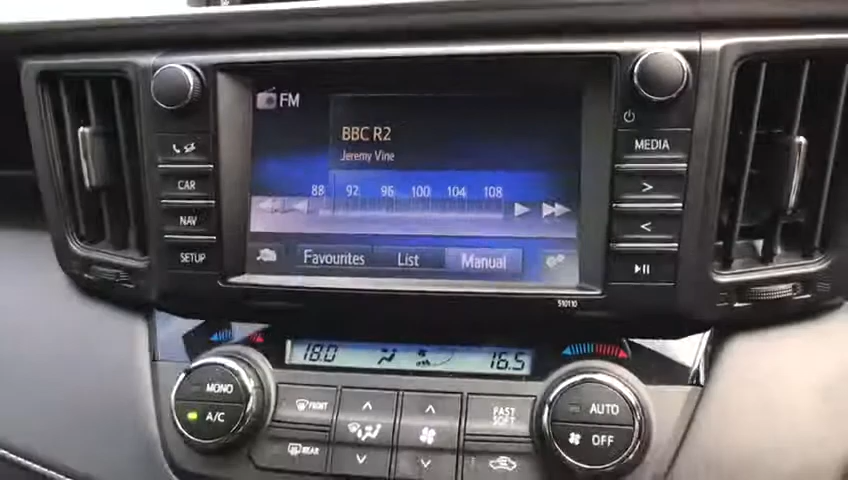 FM
BBC R2
Jeremy Vine
88 92 96 100 104 108
Favourites List Manual
CAR
NAV
SETUP
MEDIA
>
<
510110
18.0 16.5
MONO
A/C
FRONT
REAR
FAST
SOFT
AUTO
OFF